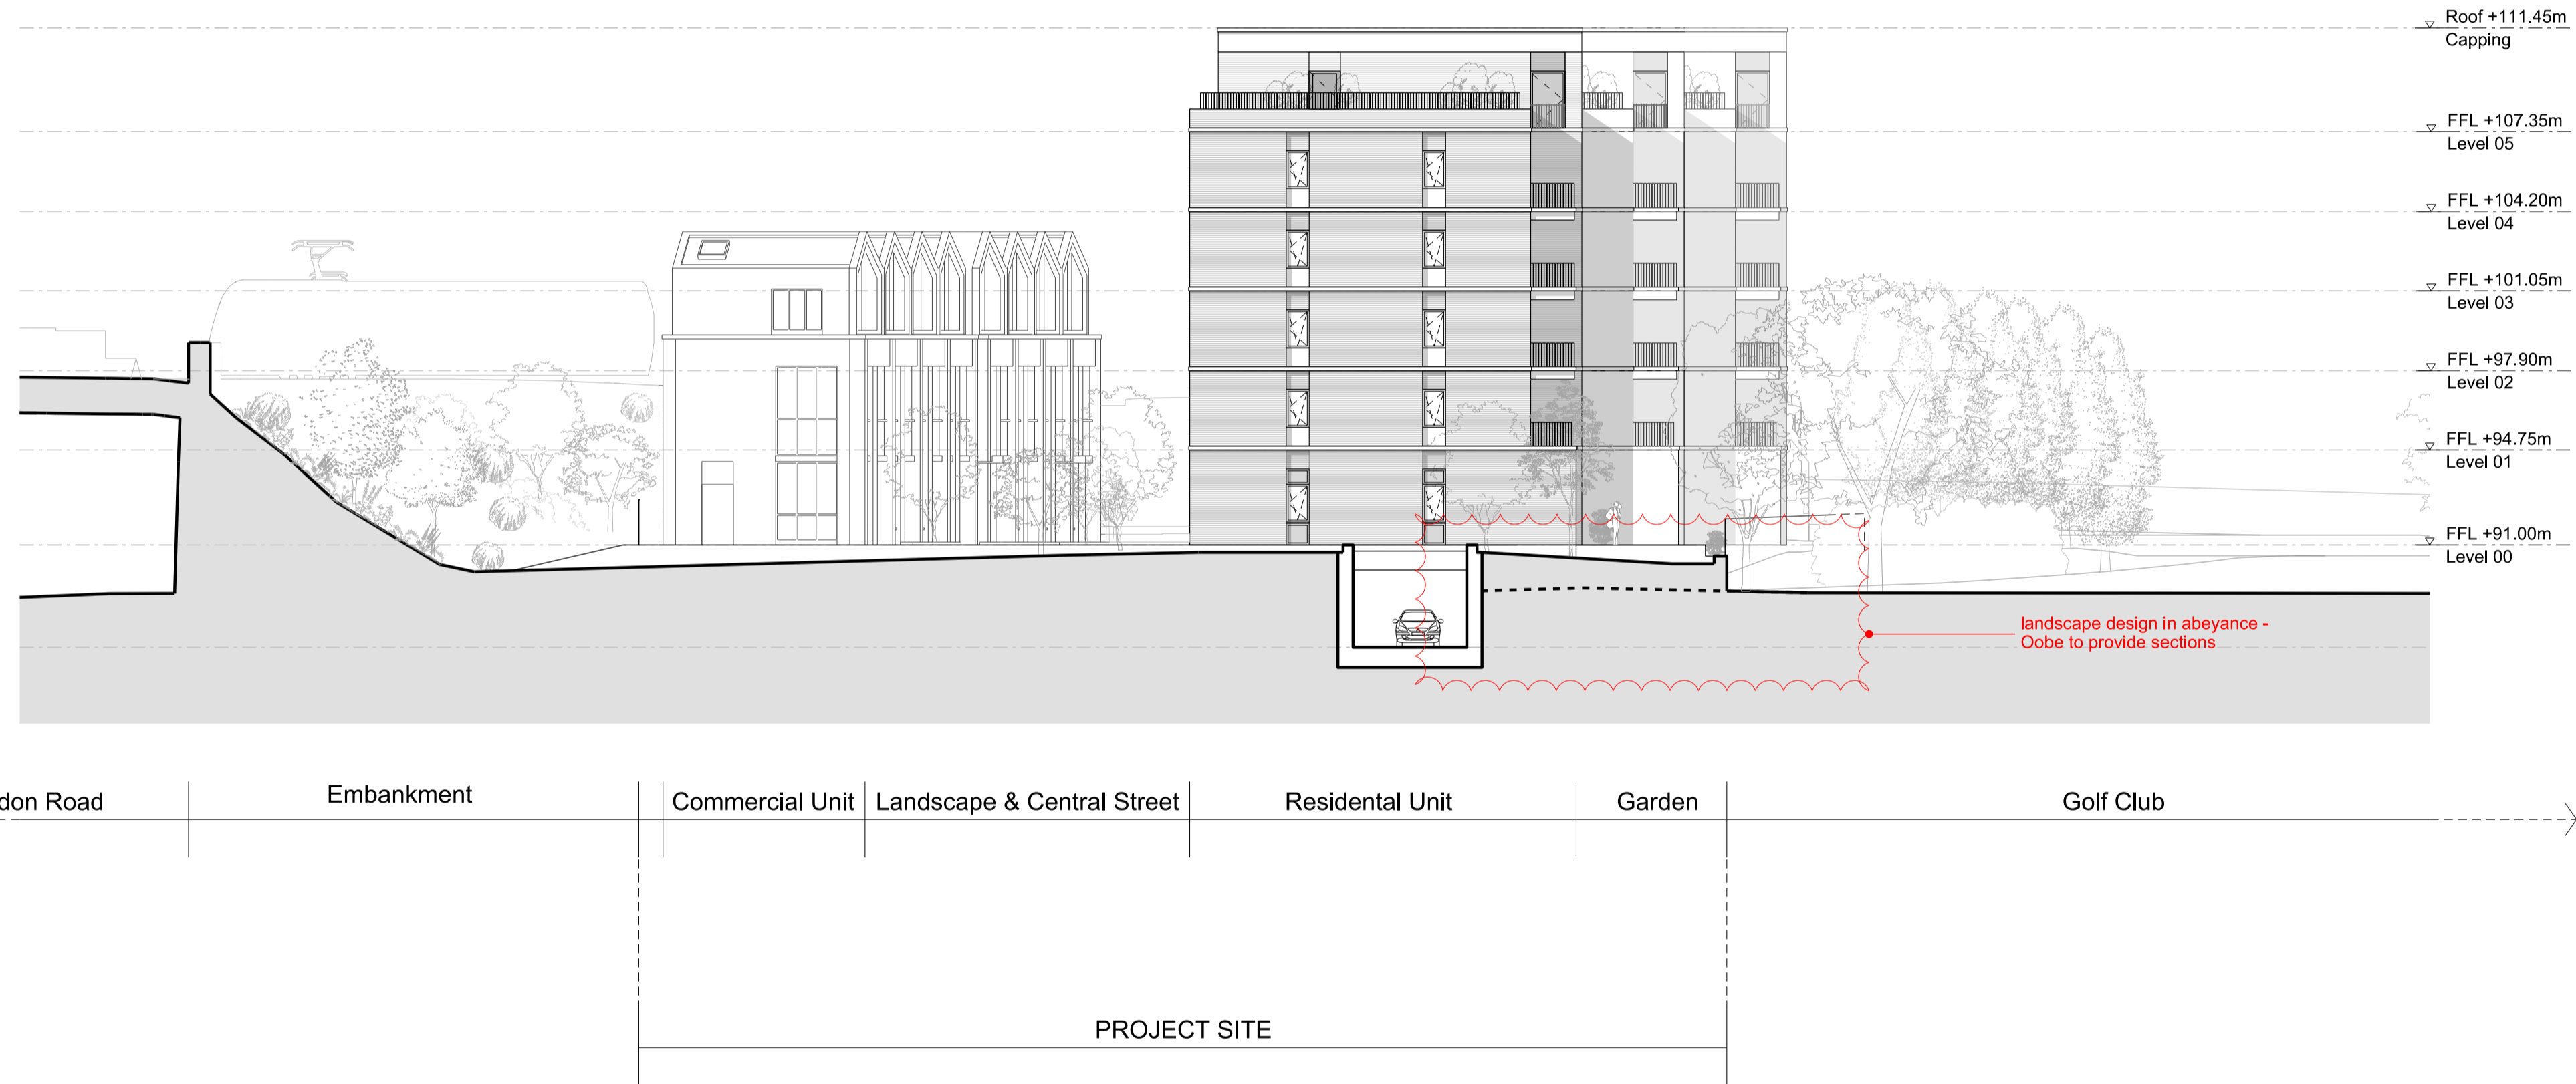 Roof +111.45m
Capping
FFL +107.35m
Level 05
FFL +104.20m
Level 04
FFL +101.05m
Level 03
FFL +97.90m
Level 02
FFL +94.75m
Level 01
FFL +91.00m
Level 00
landscape design in abeyance -
Oobe to provide sections
don Road
Embankment
Commercial Unit
Landscape & Central Street
Residental Unit
Garden
Golf Club
PROJECT SITE